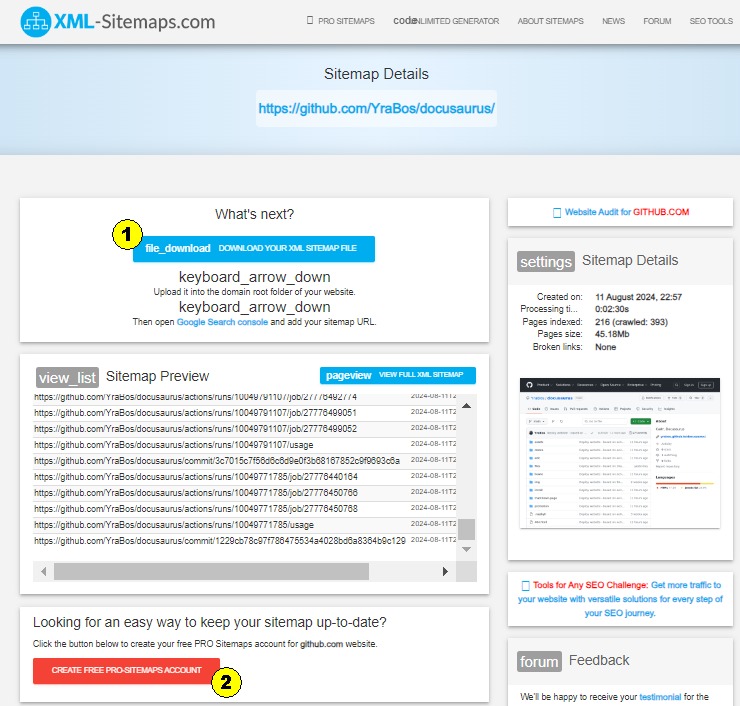 XML-Sitemaps.com
PRO SITEMAPS
code UNLIMITED GENERATOR
ABOUT SITEMAPS
NEWS
FORUM
SEO TOOLS
Sitemap Details
https://github.com/YraBos/docusaurus/
What's next?
1
file_download DOWNLOAD YOUR XML SITEMAP FILE
keyboard_arrow_down
Upload it into the domain root folder of your website.
keyboard_arrow_down
Then open Google Search console and add your sitemap URL.
view_list Sitemap Preview
pageview VIEW FULL XML SITEMAP
https://github.com/YraBos/docusaurus/actions/runs/10049791107/job/27776492774 2024-08-11T2
https://github.com/YraBos/docusaurus/actions/runs/10049791107/job/27776499051 2024-08-11T2
https://github.com/YraBos/docusaurus/actions/runs/10049791107/job/27776499052 2024-08-11T2
https://github.com/YraBos/docusaurus/actions/runs/10049791107/usage 2024-08-11T2
https://github.com/YraBos/docusaurus/commit/3c7015c7f56d6c6d9e0f3b68167852c9f9693c6a 2024-08-11T2
https://github.com/YraBos/docusaurus/actions/runs/10049771785/job/27776440164 2024-08-11T2
https://github.com/YraBos/docusaurus/actions/runs/10049771785/job/27776450766 2024-08-11T2
https://github.com/YraBos/docusaurus/actions/runs/10049771785/job/27776450768 2024-08-11T2
https://github.com/YraBos/docusaurus/actions/runs/10049771785/usage 2024-08-11T2
https://github.com/YraBos/docusaurus/commit/1229cb78c97f786475534a4028bd6a8364b9c129 2024-08-11T2
Looking for an easy way to keep your sitemap up-to-date?
Click the button below to create your free PRO Sitemaps account for github.com website.
CREATE FREE PRO-SITEMAPS ACCOUNT
2
Website Audit for GITHUB.COM
settings Sitemap Details
Created on: 11 August 2024, 22:57
Processing ti... 0:02:30s
Pages indexed: 216 (crawled: 393)
Pages size: 45.18Mb
Broken links: None
Tools for Any SEO Challenge: Get more traffic to
your website with versatile solutions for every step of
your SEO journey.
forum Feedback
We'll be happy to receive your testimonial for the